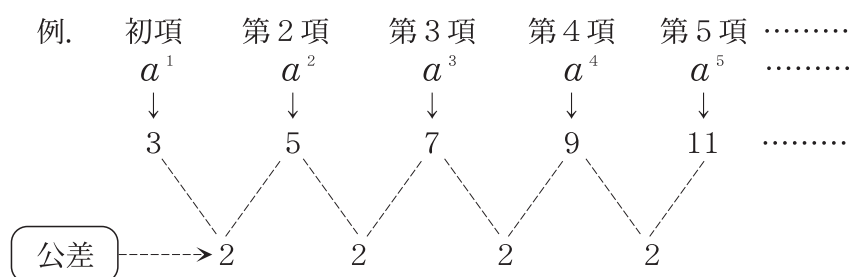 例. 初項 第2項 第3項 第4項 第5項 ………
a¹ a² a³ a⁴ a⁵ ………
3 5 7 9 11 ………
公差 2 2 2 2